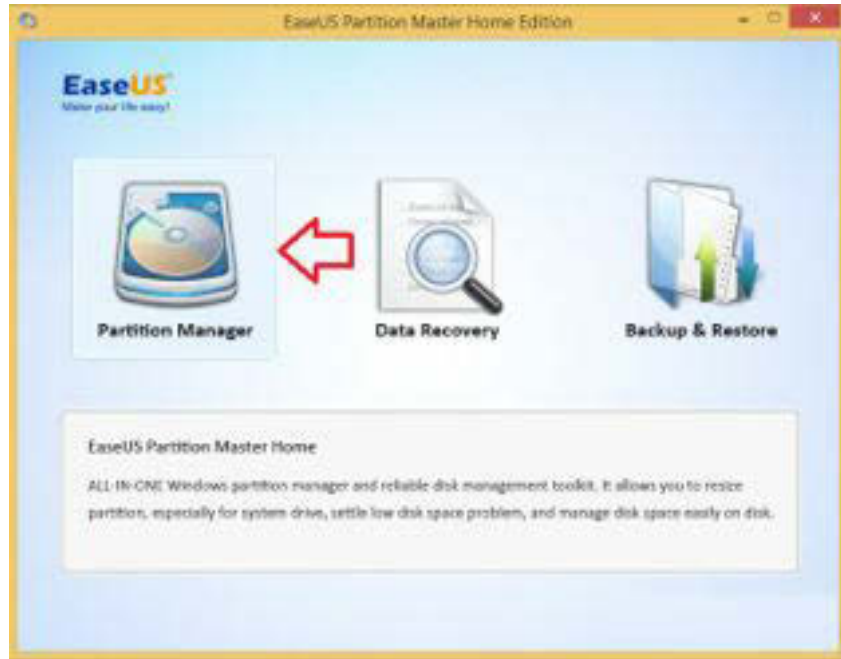 EaseUS Partition Master Home Edition
EaseUS
Make your life easy!
Partition Manager
Data Recovery
Backup & Restore
EaseUS Partition Master Home
ALL-IN-ONE Windows partition manager and reliable disk management toolkit. It allows you to resize
partition, especially for system drive, settle low disk space problem, and manage disk space easily on disk.